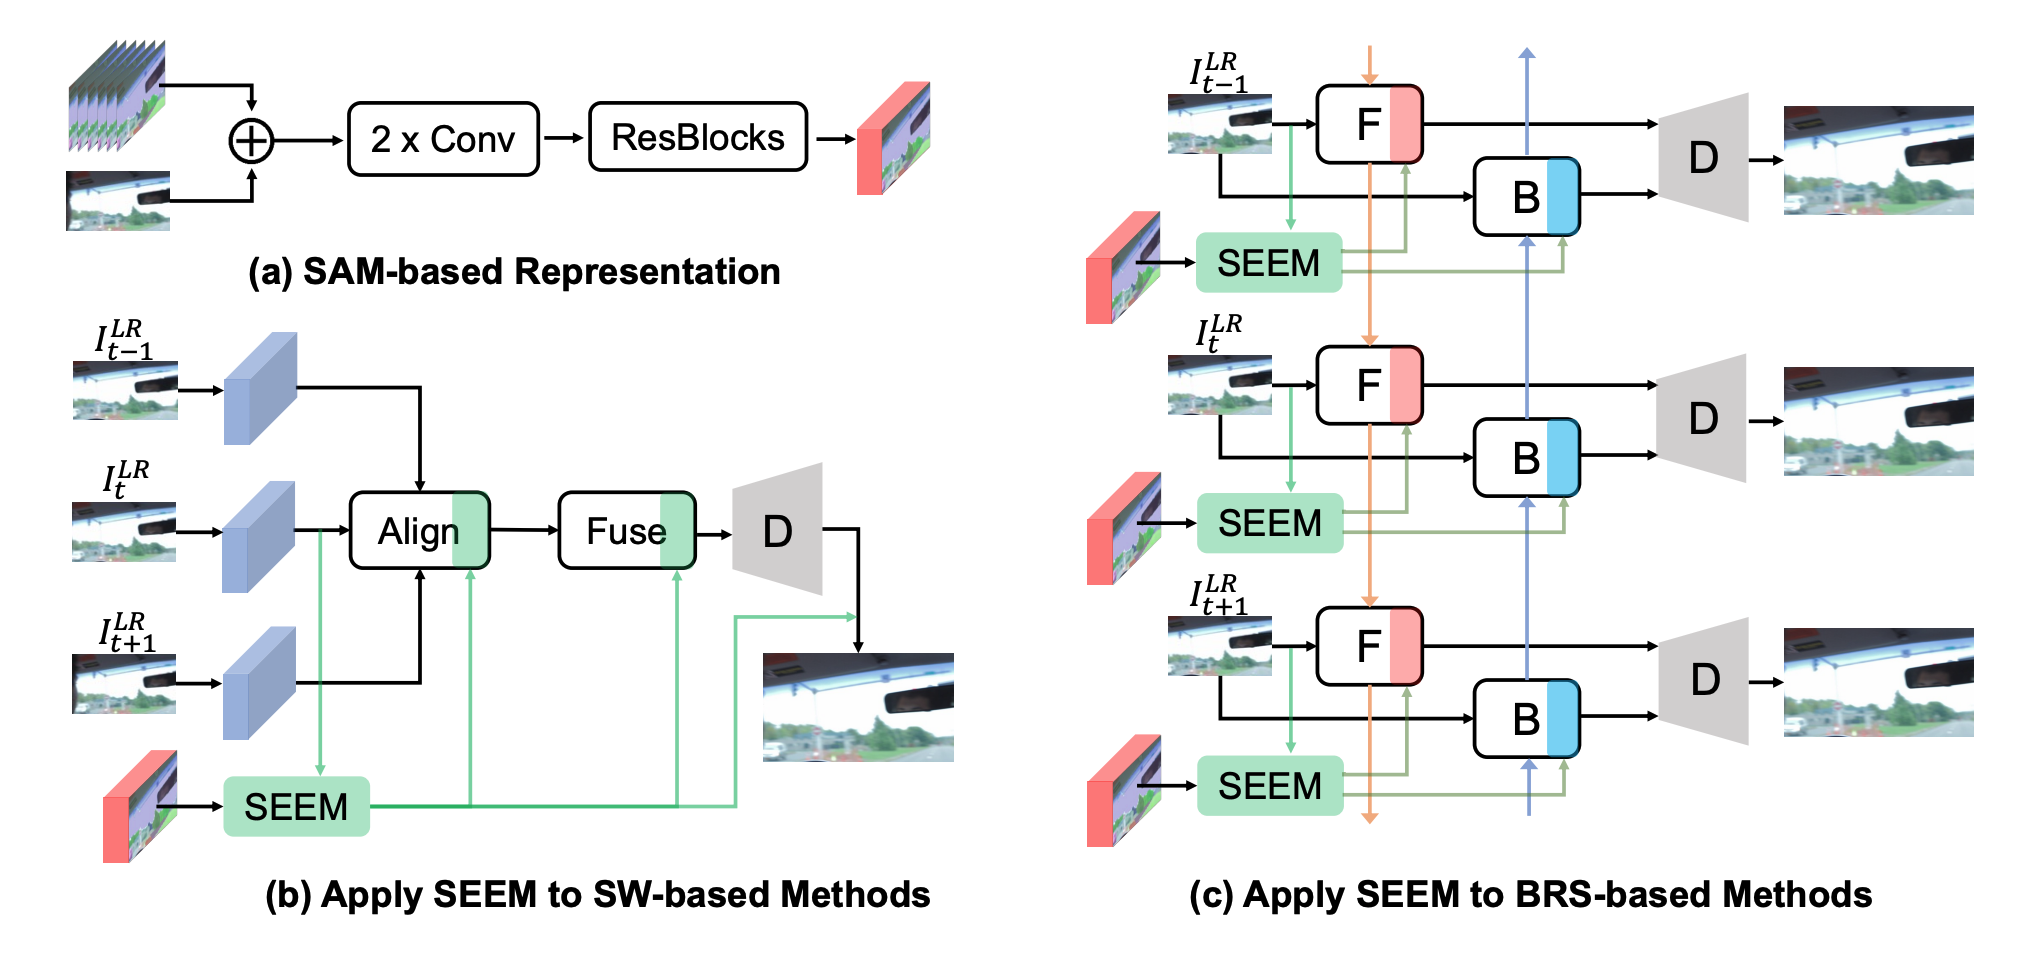 2 x Conv
ResBlocks
(a) SAM-based Representation
I_{t-1}^{LR}
I_t^{LR}
I_{t+1}^{LR}
Align
Fuse
D
SEEM
(b) Apply SEEM to SW-based Methods
I_{t-1}^{LR}
F
B
D
SEEM
I_t^{LR}
F
B
D
SEEM
I_{t+1}^{LR}
F
B
D
SEEM
(c) Apply SEEM to BRS-based Methods